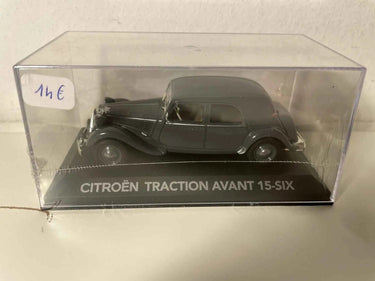 14€
CITROËN TRACTION AVANT 15-SIX